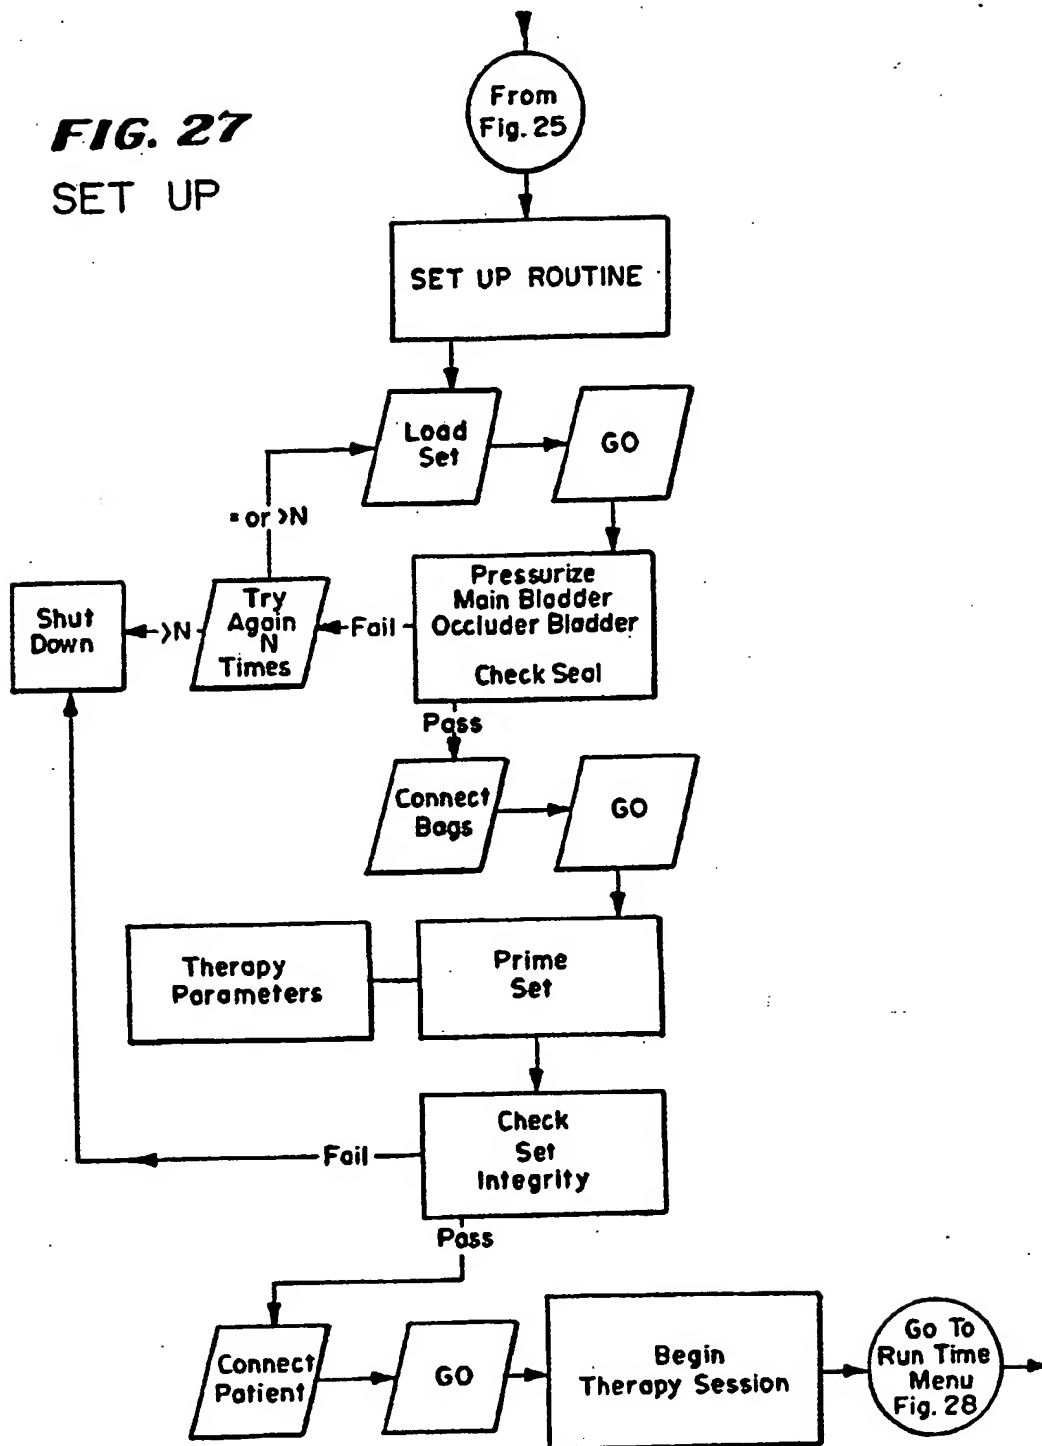 From
Fig. 25
FIG. 27
SET UP
SET UP ROUTINE
Load
Set
GO
= or >N
Pressurize
Main Bladder
Occluder Bladder
Check Seal
Try
Again
N
Times
Shut
Down
>N
Fail
Pass
Connect
Bags
GO
Therapy
Parameters
Prime
Set
Check
Set
Integrity
Fail
Pass
Connect
Patient
GO
Begin
Therapy Session
Go To
Run Time
Menu
Fig. 28